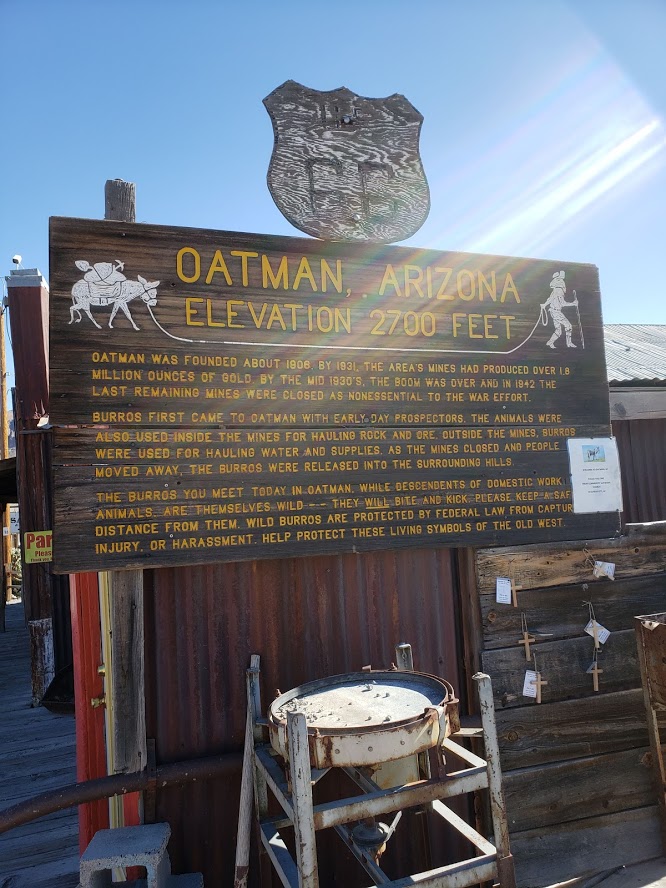 66
OATMAN, ARIZONA
ELEVATION 2700 FEET
OATMAN WAS FOUNDED ABOUT 1906. BY 1931, THE AREA'S MINES HAD PRODUCED OVER 1.8
MILLION OUNCES OF GOLD. BY THE MID 1930'S, THE BOOM WAS OVER AND IN 1942 THE
LAST REMAINING MINES WERE CLOSED AS NONESSENTIAL TO THE WAR EFFORT.
BURROS FIRST CAME TO OATMAN WITH EARLY DAY PROSPECTORS. THE ANIMALS WERE
ALSO USED INSIDE THE MINES FOR HAULING ROCK AND ORE. OUTSIDE THE MINES, BURROS
WERE USED FOR HAULING WATER AND SUPPLIES. AS THE MINES CLOSED AND PEOPLE
MOVED AWAY, THE BURROS WERE RELEASED INTO THE SURROUNDING HILLS.
THE BURROS YOU MEET TODAY IN OATMAN, WHILE DESCENDENTS OF DOMESTIC WORK
ANIMALS, ARE THEMSELVES WILD --- THEY WILL BITE AND KICK. PLEASE KEEP A SAF
DISTANCE FROM THEM. WILD BURROS ARE PROTECTED BY FEDERAL LAW FROM CAPTUR
INJURY, OR HARASSMENT. HELP PROTECT THESE LIVING SYMBOLS OF THE OLD WEST.
Par
Pleas